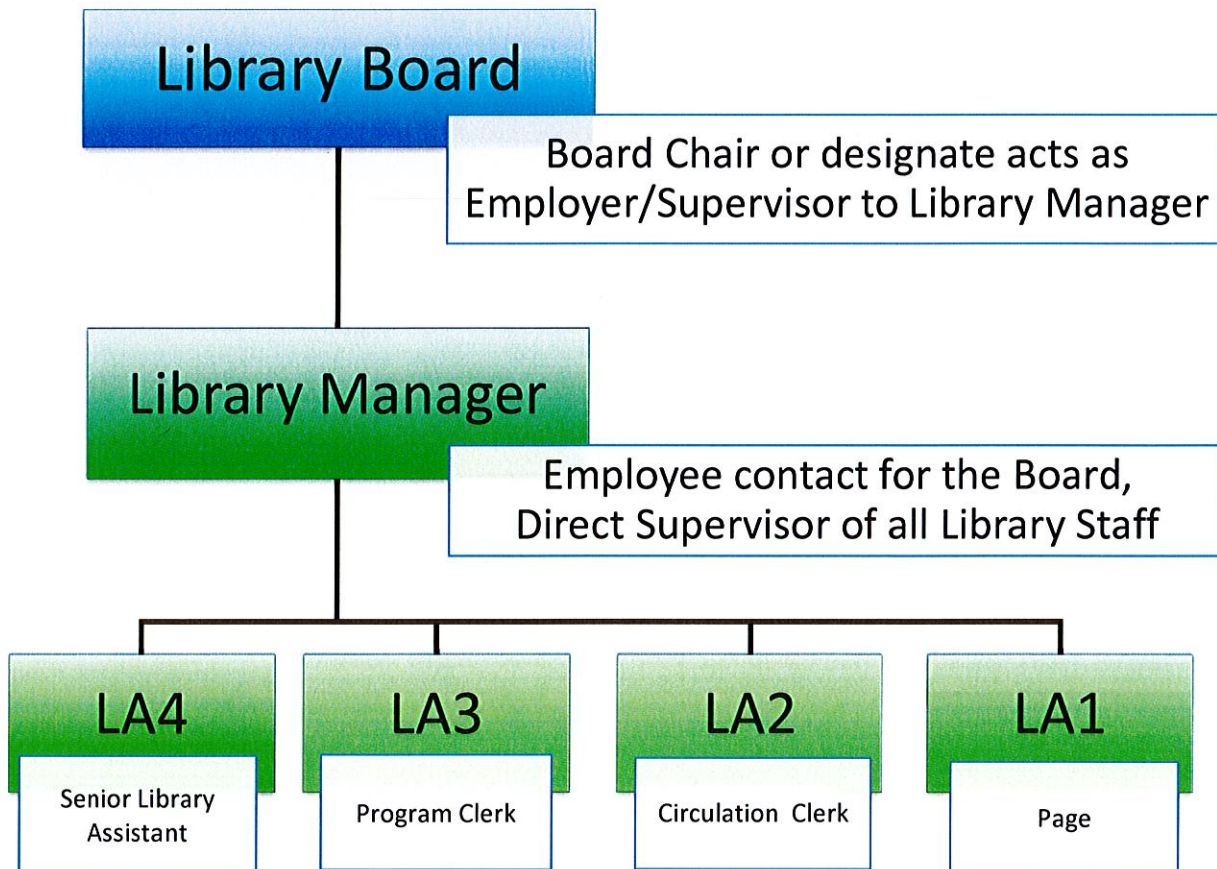 Library Board
Board Chair or designate acts as
Employer/Supervisor to Library Manager
Library Manager
Employee contact for the Board,
Direct Supervisor of all Library Staff
LA4
Senior Library
Assistant
LA3
Program Clerk
LA2
Circulation Clerk
LA1
Page